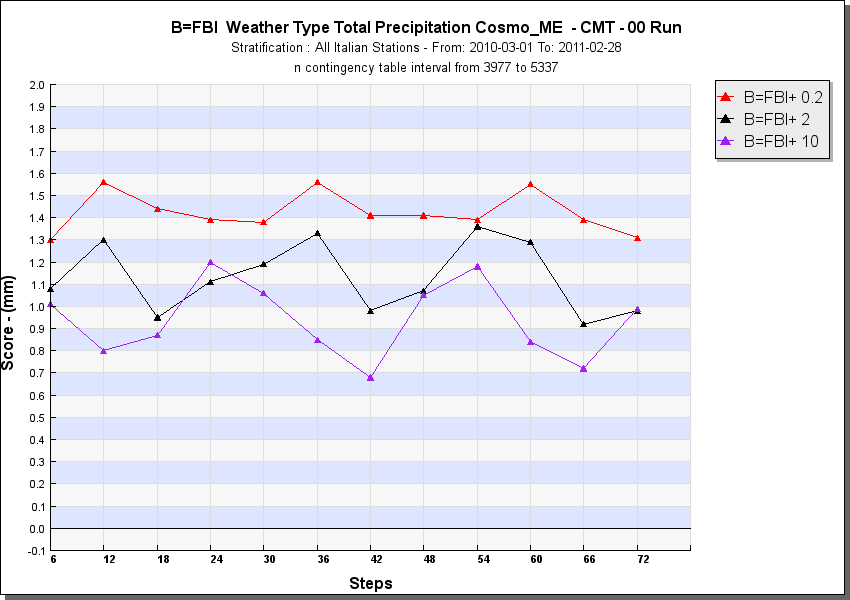 B=FBI Weather Type Total Precipitation Cosmo_ME - CMT - 00 Run
Stratification : All Italian Stations - From: 2010-03-01 To: 2011-02-28
n contingency table interval from 3977 to 5337
B=FBI+ 0.2
B=FBI+ 2
B=FBI+ 10
Score - (mm)
2.0
1.9
1.8
1.7
1.6
1.5
1.4
1.3
1.2
1.1
1.0
0.9
0.8
0.7
0.6
0.5
0.4
0.3
0.2
0.1
0.0
-0.1
6 12 18 24 30 36 42 48 54 60 66 72
Steps